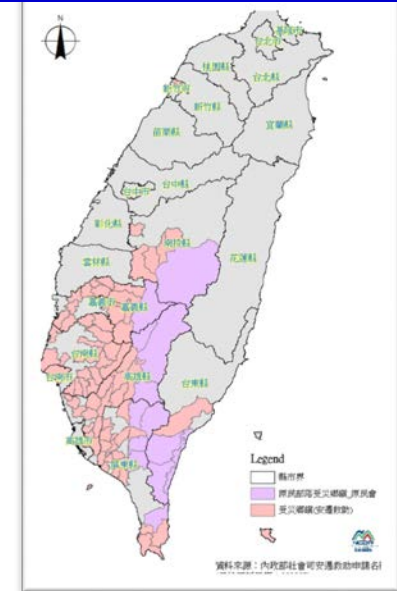 N
基隆市
台北市
桃園縣
台北縣
新竹市
新竹縣
宜蘭縣
苗栗縣
台中縣
台中市
彰化縣
南投縣
花蓮縣
雲林縣
嘉義市
嘉義縣
台南縣
台南市
高雄縣
台東縣
高雄市
屏東縣
Legend
縣市界
原民部落受災鄉鎮_原民會
受災鄉鎮(安遷救助)
資料來源：內政部社會司安遷救助申請名冊